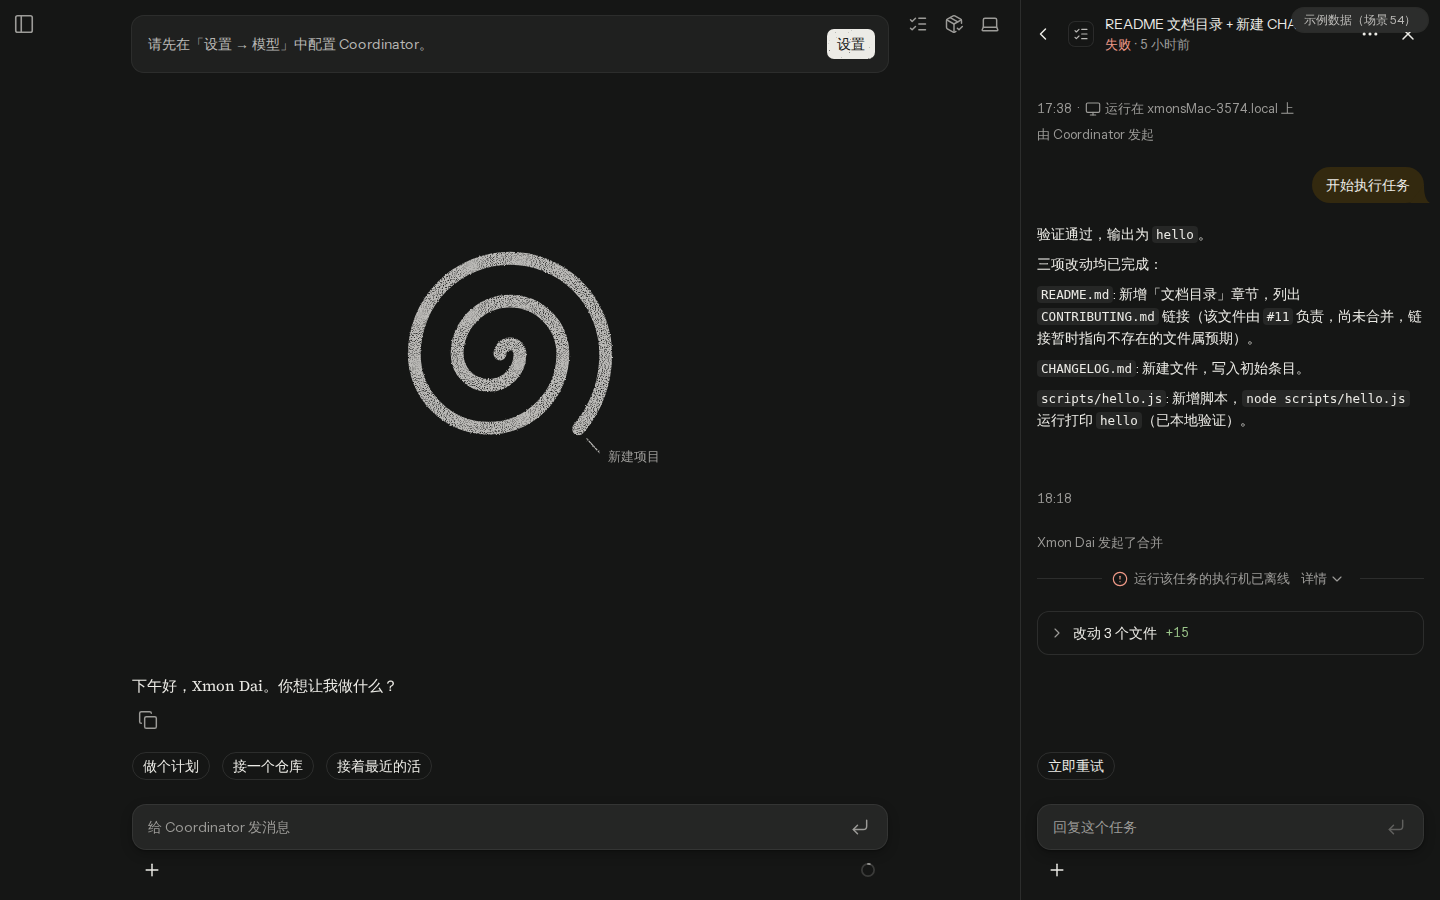 请先在「设置 → 模型」中配置 Coordinator。
设置
新建项目
下午好，Xmon Dai。你想让我做什么？
做个计划
接一个仓库
接着最近的活
给 Coordinator 发消息
README 文档目录 + 新建 CHA
示例数据（场景 54）
失败 · 5 小时前
17:38 · 运行在 xmonsMac-3574.local 上
由 Coordinator 发起
开始执行任务
验证通过，输出为 hello。
三项改动均已完成：
README.md: 新增「文档目录」章节，列出
CONTRIBUTING.md 链接（该文件由 #11 负责，尚未合并，链
接暂时指向不存在的文件属预期）。
CHANGELOG.md: 新建文件，写入初始条目。
scripts/hello.js: 新增脚本，node scripts/hello.js
运行打印 hello（已本地验证）。
18:18
Xmon Dai 发起了合并
运行该任务的执行机已离线 详情
改动 3 个文件 +15
立即重试
回复这个任务